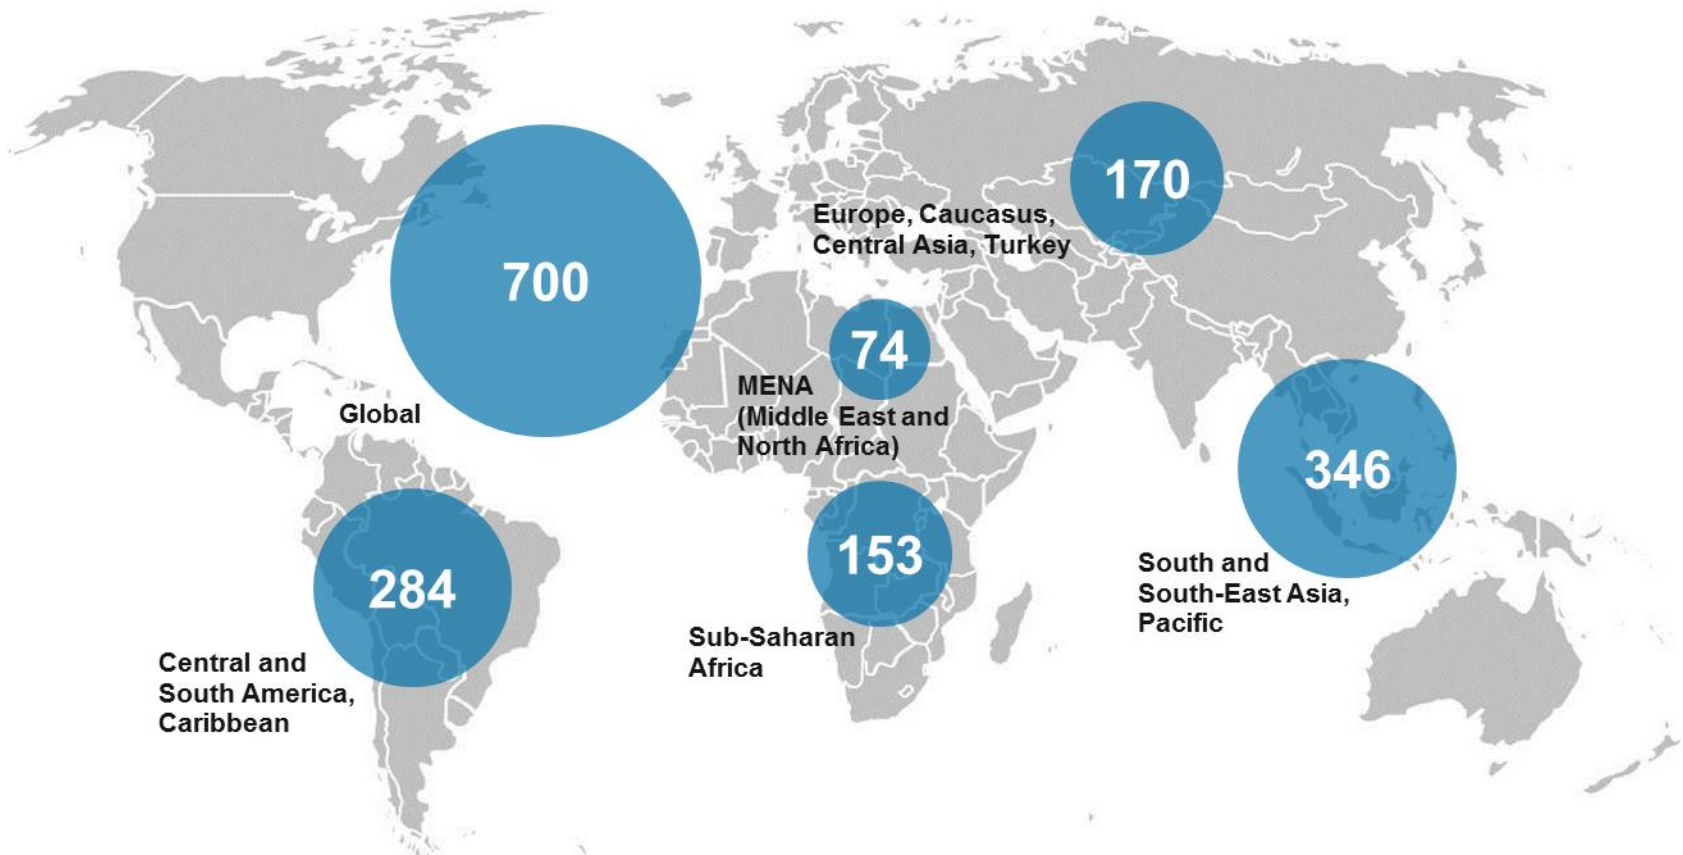 170
Europe, Caucasus,
Central Asia, Turkey
700
74
MENA
(Middle East and
North Africa)
Global
346
South and
South-East Asia,
Pacific
153
Sub-Saharan
Africa
284
Central and
South America,
Caribbean